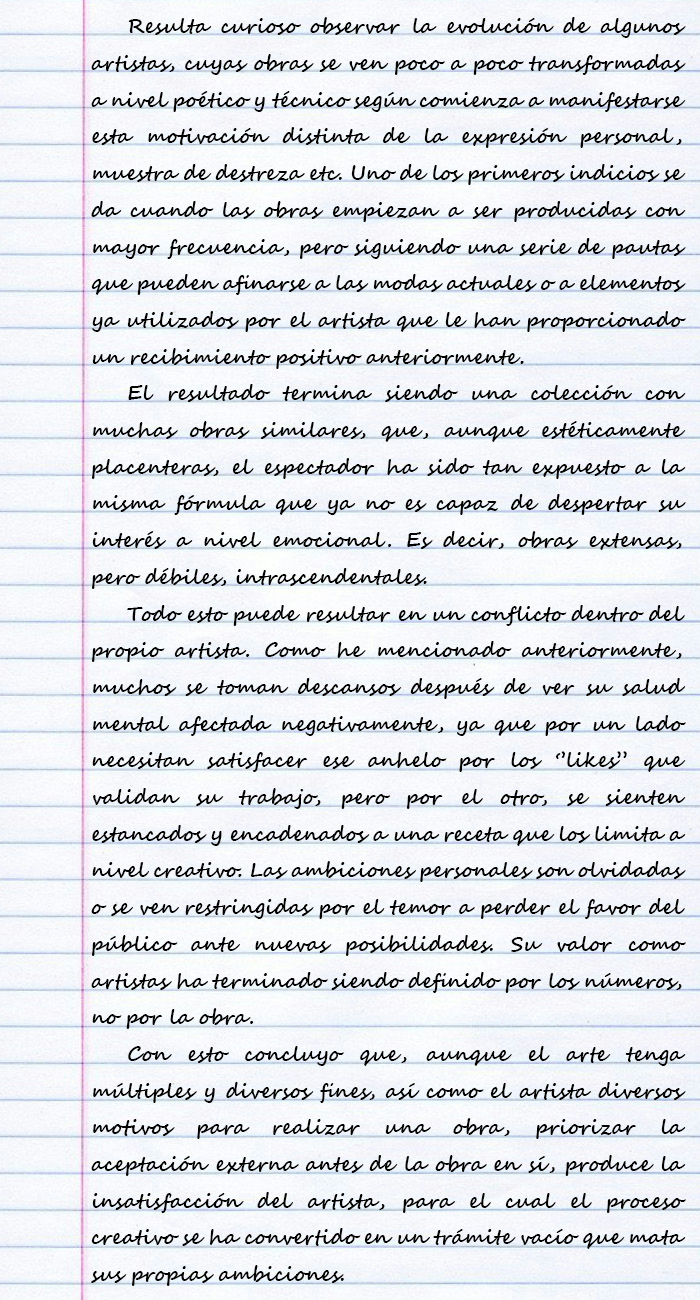 Resulta curioso observar la evolución de algunos
artistas, cuyas obras se ven poco a poco transformadas
a nivel poético y técnico según comienza a manifestarse
esta motivación distinta de la expresión personal,
muestra de destreza etc. Uno de los primeros indicios se
da cuando las obras empiezan a ser producidas con
mayor frecuencia, pero siguiendo una serie de pautas
que pueden afinarse a las modas actuales o a elementos
ya utilizados por el artista que le han proporcionado
un recibimiento positivo anteriormente.
El resultado termina siendo una colección con
muchas obras similares, que, aunque estéticamente
placenteras, el espectador ha sido tan expuesto a la
misma fórmula que ya no es capaz de despertar su
interés a nivel emocional. Es decir, obras extensas,
pero débiles, intrascendentales.
Todo esto puede resultar en un conflicto dentro del
propio artista. Como he mencionado anteriormente,
muchos se toman descansos después de ver su salud
mental afectada negativamente, ya que por un lado
necesitan satisfacer ese anhelo por los “likes” que
validan su trabajo, pero por el otro, se sienten
estancados y encadenados a una receta que los limita a
nivel creativo. Las ambiciones personales son olvidadas
o se ven restringidas por el temor a perder el favor del
público ante nuevas posibilidades. Su valor como
artistas ha terminado siendo definido por los números,
no por la obra.
Con esto concluyo que, aunque el arte tenga
múltiples y diversos fines, así como el artista diversos
motivos para realizar una obra, priorizar la
aceptación externa antes de la obra en sí, produce la
insatisfacción del artista, para el cual el proceso
creativo se ha convertido en un trámite vacío que mata
sus propias ambiciones.